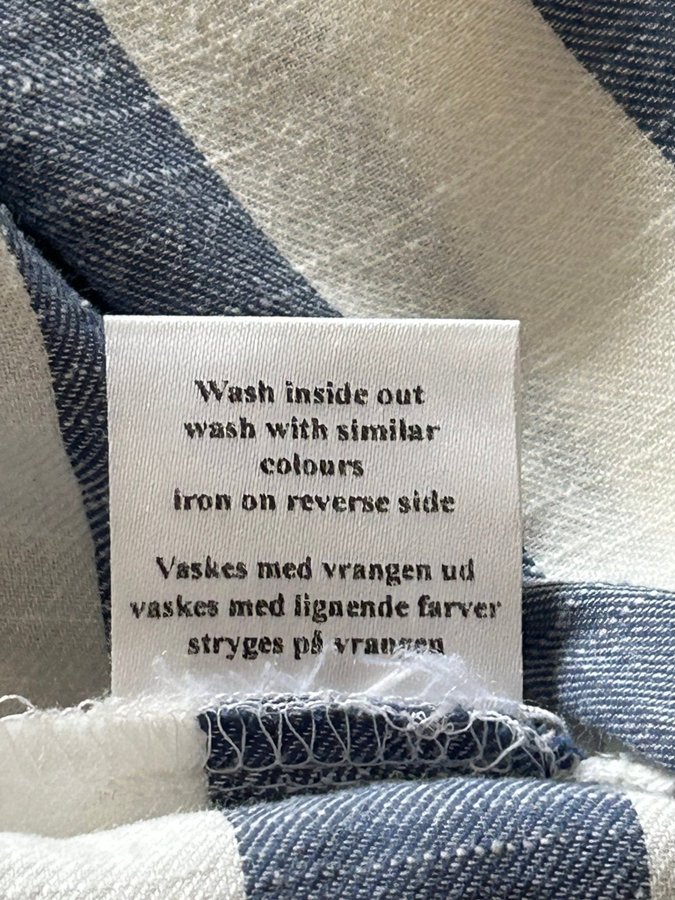 Wash inside out
wash with similar
colours
iron on reverse side
Vaskes med vrangen ud
vaskes med lignende farver
stryges på vrangen